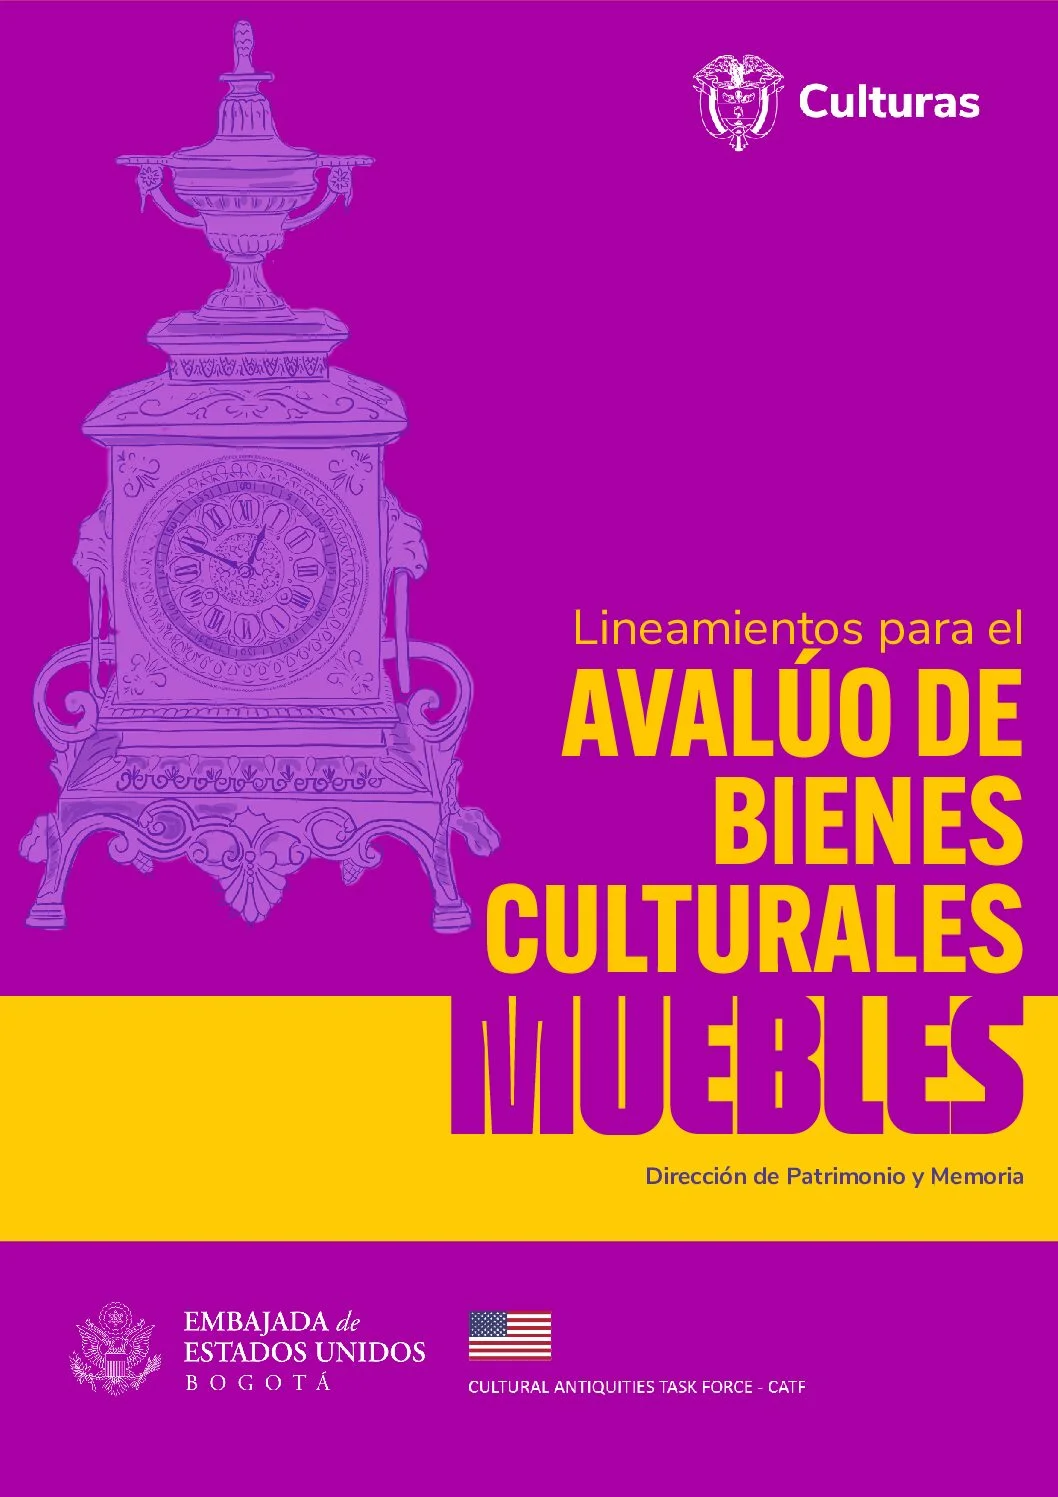 Culturas
Lineamientos para el
AVALÚO DE
BIENES
CULTURALES
MUEBLES
Dirección de Patrimonio y Memoria
EMBAJADA de
ESTADOS UNIDOS
BOGOTÁ
CULTURAL ANTIQUITIES TASK FORCE - CATF